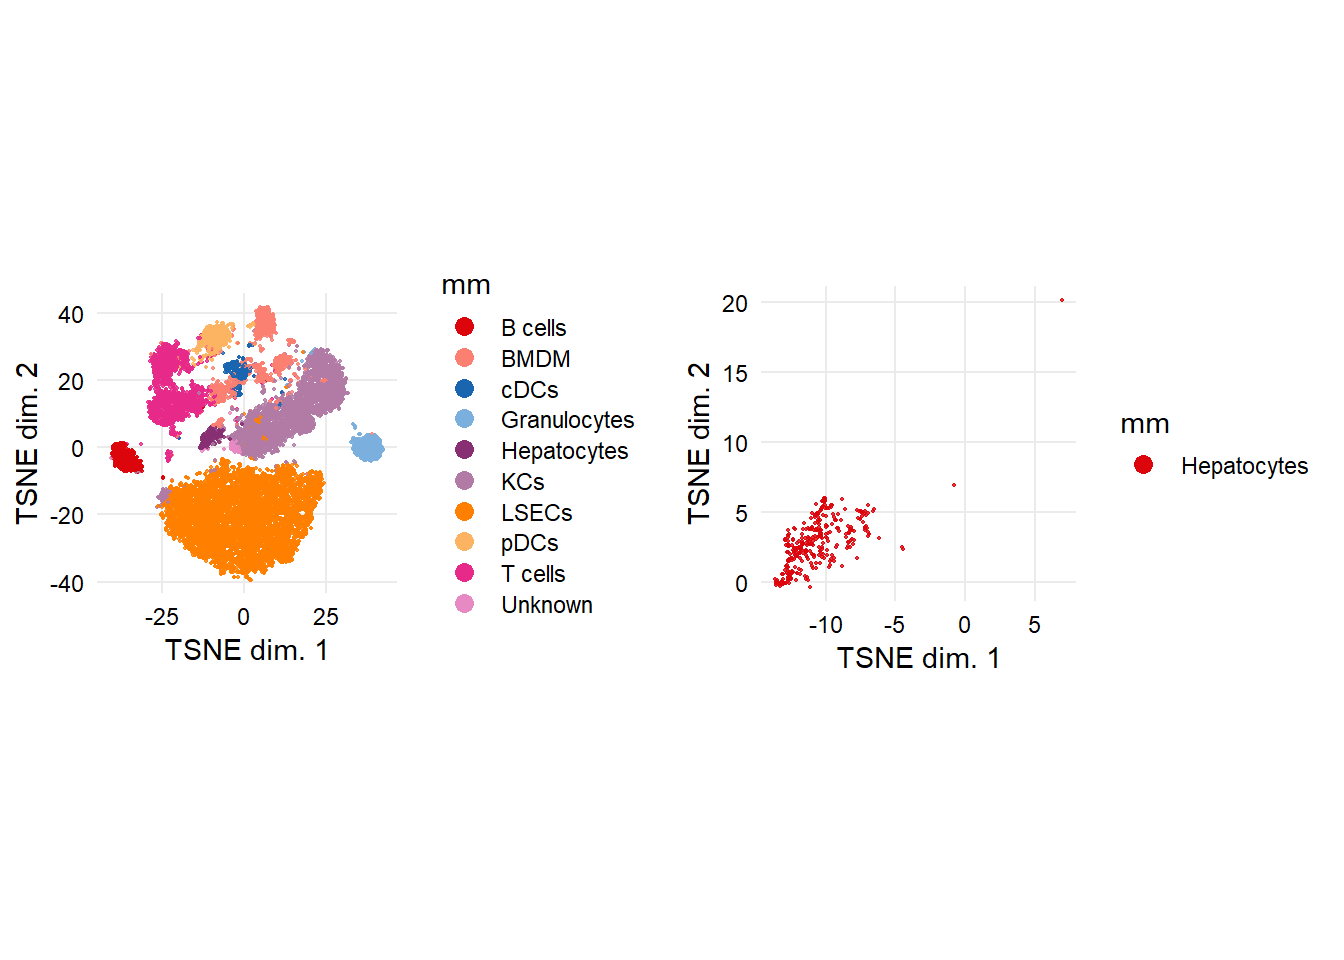 mm
B cells
BMDM
cDCs
Granulocytes
Hepatocytes
KCs
LSECs
pDCs
T cells
Unknown
40
20
0
-20
-40
-25
0
25
TSNE dim. 1
TSNE dim. 2
20
15
10
5
0
-10
-5
0
5
TSNE dim. 1
TSNE dim. 2
mm
Hepatocytes